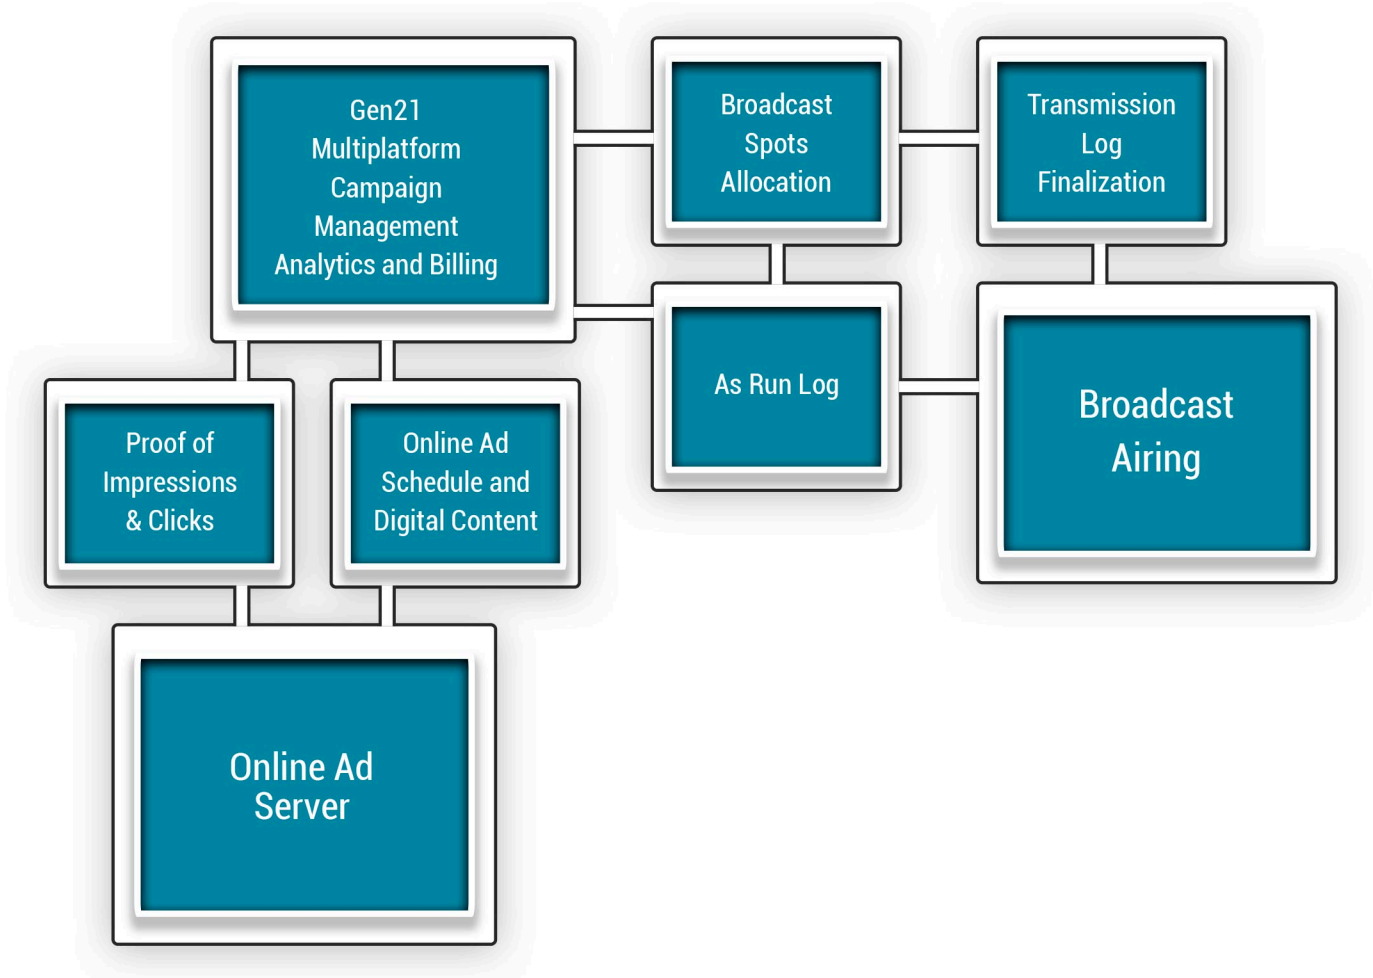 Gen21
Multiplatform
Campaign
Management
Analytics and Billing
Broadcast
Spots
Allocation
Transmission
Log
Finalization
As Run Log
Broadcast
Airing
Proof of
Impressions
& Clicks
Online Ad
Schedule and
Digital Content
Online Ad
Server